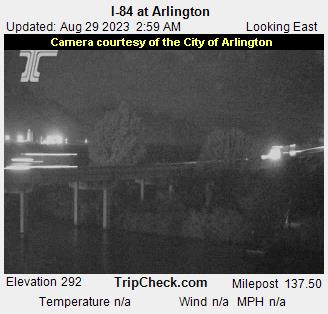 I-84 at Arlington
Updated: Aug 29 2023 2:59 AM Looking East
Camera courtesy of the City of Arlington
Elevation 292 TripCheck.com Milepost 137.50
Temperature n/a Wind n/a MPH n/a